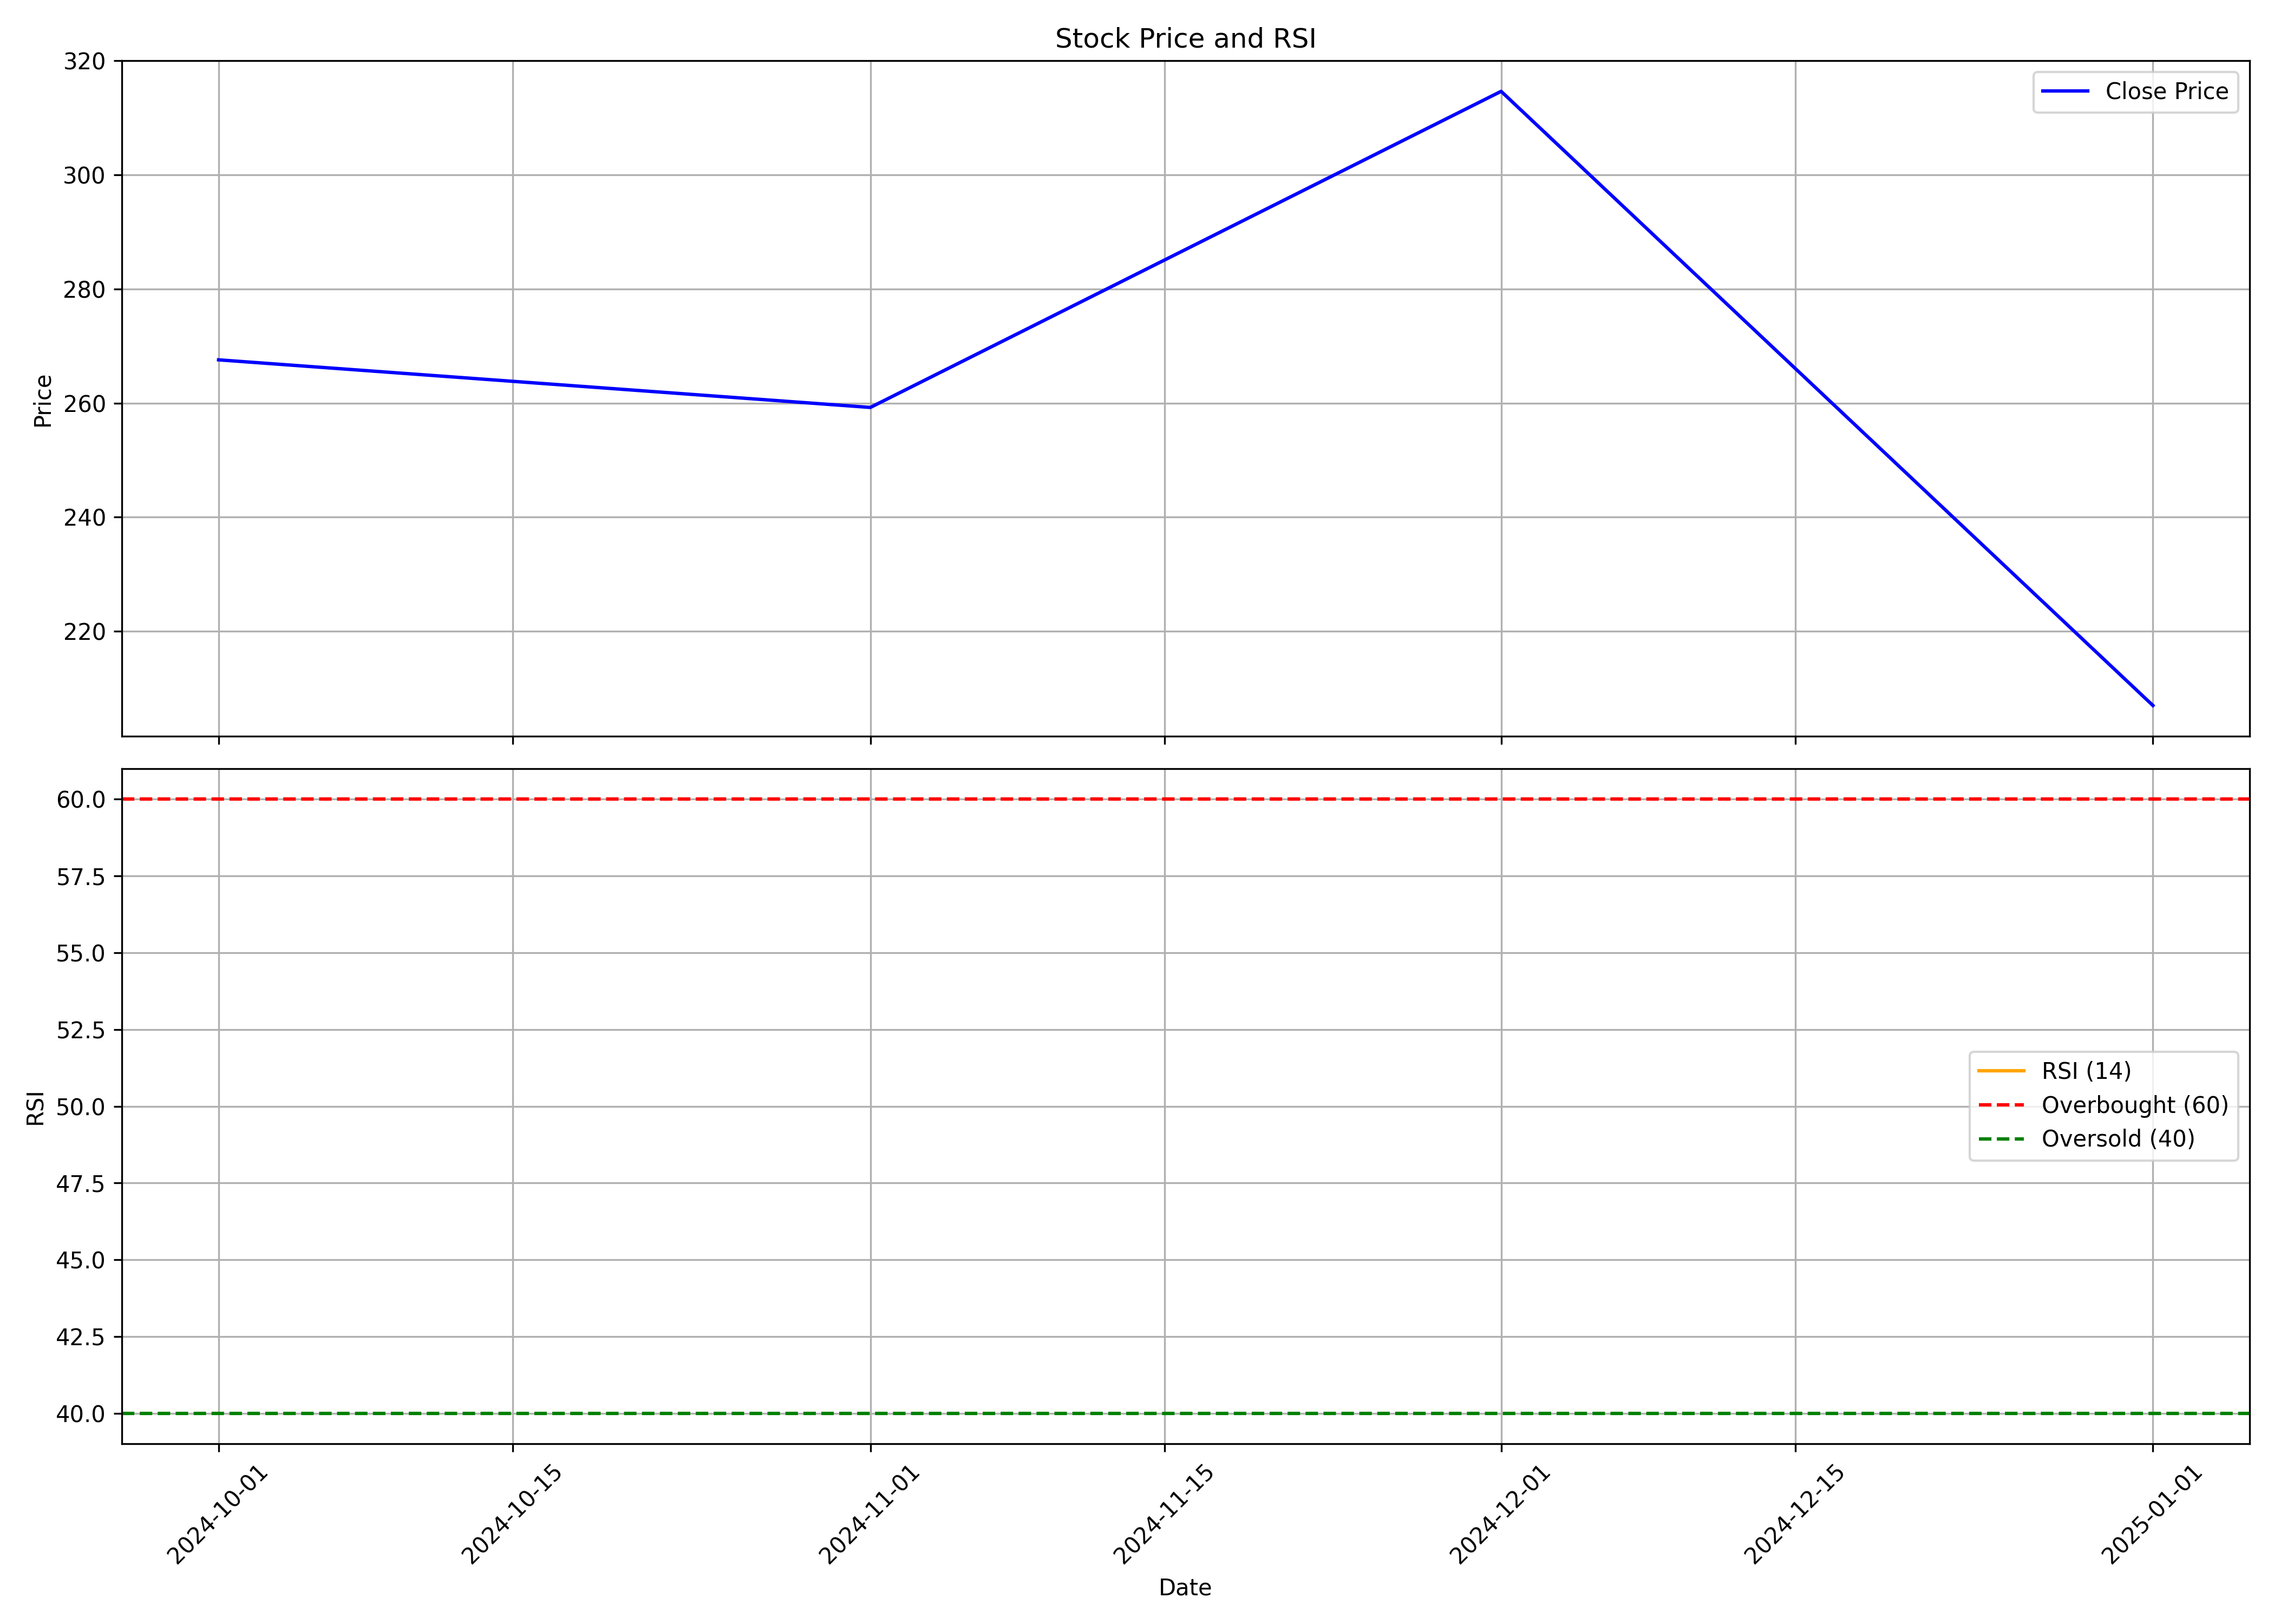 Stock Price and RSI
320
300
280
260
240
220
Price
Close Price
60.0
57.5
55.0
52.5
50.0
47.5
45.0
42.5
40.0
RSI
RSI (14)
Overbought (60)
Oversold (40)
2024-10-01
2024-10-15
2024-11-01
2024-11-15
2024-12-01
2024-12-15
2025-01-01
Date